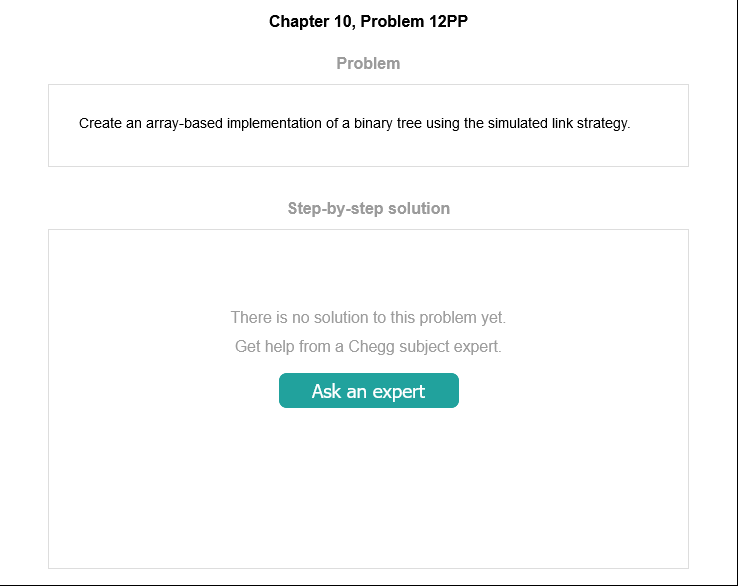 Chapter 10, Problem 12PP
Problem
Create an array-based implementation of a binary tree using the simulated link strategy.
Step-by-step solution
There is no solution to this problem yet.
Get help from a Chegg subject expert.
Ask an expert